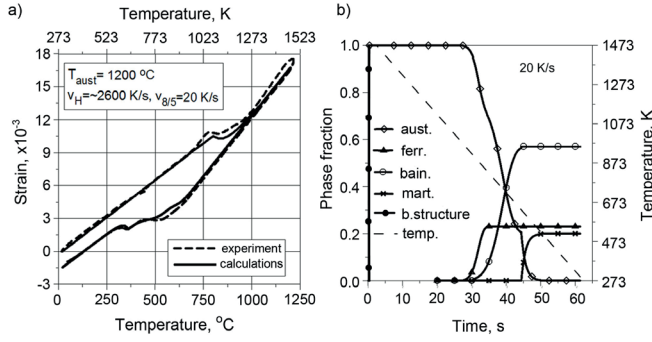 a)
Temperature, K
273 523 773 1023 1273 1523
18
15
12
9
6
3
0
-3
Strain, x10⁻³
T_aust= 1200 °C
v_H=~2600 K/s, v_8/5=20 K/s
experiment
calculations
0 250 500 750 1000 1250
Temperature, °C
b)
1.0
0.8
0.6
0.4
0.2
0.0
Phase fraction
20 K/s
aust.
ferr.
bain.
mart.
b.structure
temp.
1473
1273
1073
873
673
473
273
Temperature, K
0 10 20 30 40 50 60
Time, s